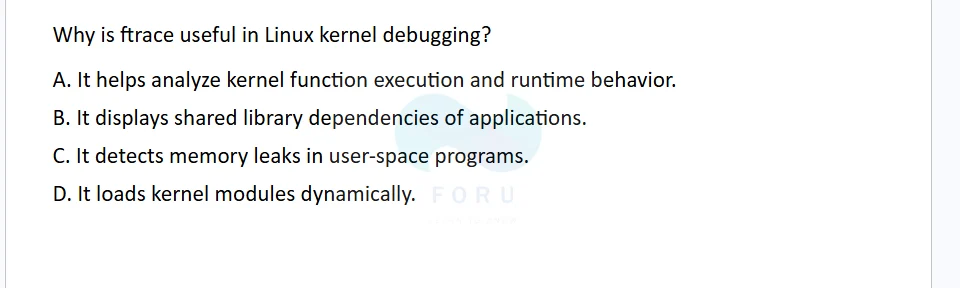 Why is ftrace useful in Linux kernel debugging?
A. It helps analyze kernel function execution and runtime behavior.
B. It displays shared library dependencies of applications.
C. It detects memory leaks in user-space programs.
D. It loads kernel modules dynamically.
FORU